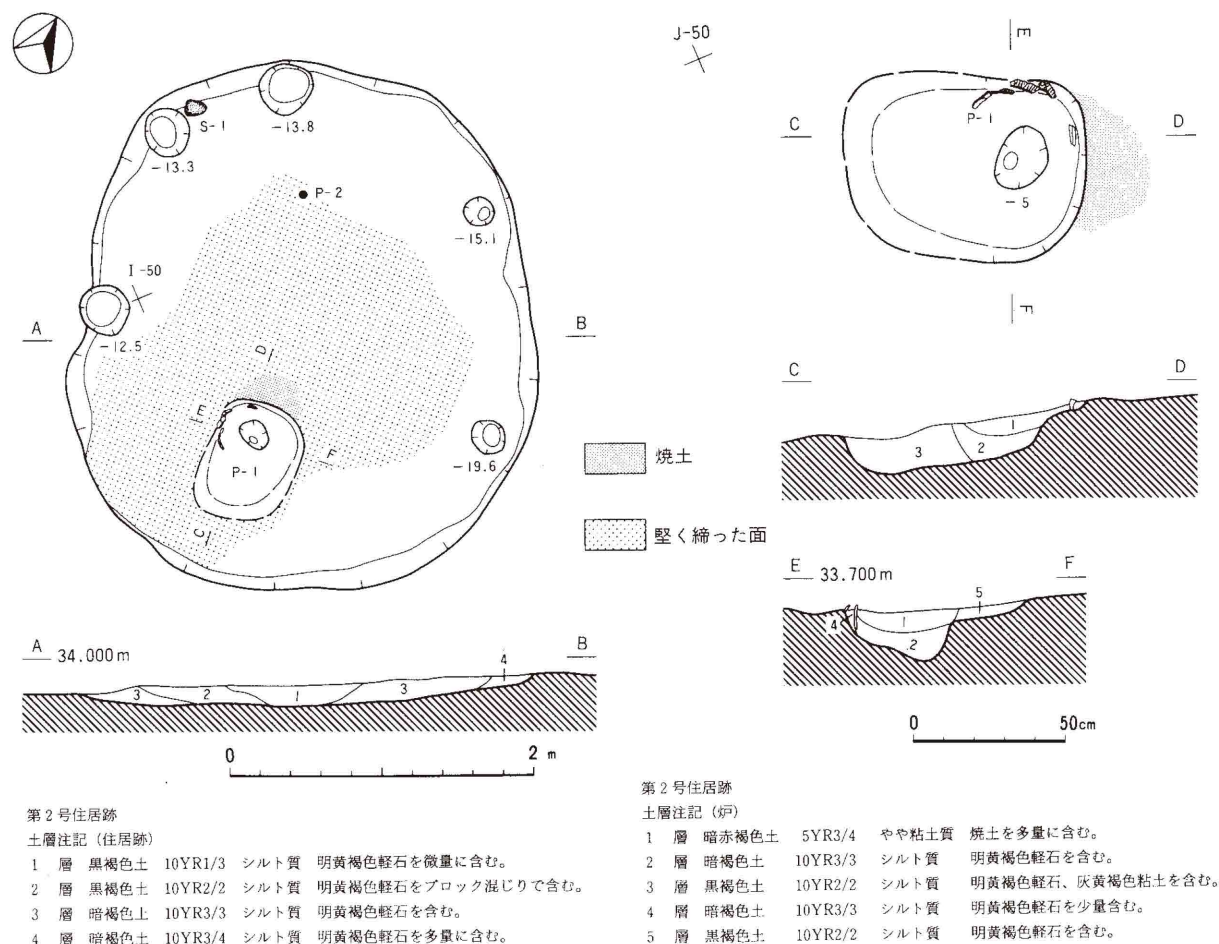 J-50
E
C
D
P-1
-5
F
S-1
-13.8
-13.3
P-2
-15.1
I-50
A
B
-12.5
D
E
F
P-1
-19.6
C
焼土
堅く締った面
C
D
1
2
3
E 33.700m F
5
4
1
2
A 34.000m B
4
3 2 1 3
0 2 m
0 50cm
第2号住居跡
土層注記（住居跡）
1 層 黒褐色土 10YR1/3 シルト質 明黄褐色軽石を微量に含む。
2 層 黒褐色土 10YR2/2 シルト質 明黄褐色軽石をブロック混じりで含む。
3 層 暗褐色上 10YR3/3 シルト質 明黄褐色軽石を含む。
4 層 暗褐色土 10YR3/4 シルト質 明黄褐色軽石を多量に含む。
第2号住居跡
土層注記（炉）
1 層 暗赤褐色土 5YR3/4 やや粘土質 焼土を多量に含む。
2 層 暗褐色土 10YR3/3 シルト質 明黄褐色軽石を含む。
3 層 黒褐色土 10YR2/2 シルト質 明黄褐色軽石、灰黄褐色粘土を含む。
4 層 暗褐色土 10YR3/3 シルト質 明黄褐色軽石を少量含む。
5 層 黒褐色土 10YR2/2 シルト質 明黄褐色軽石を含む。